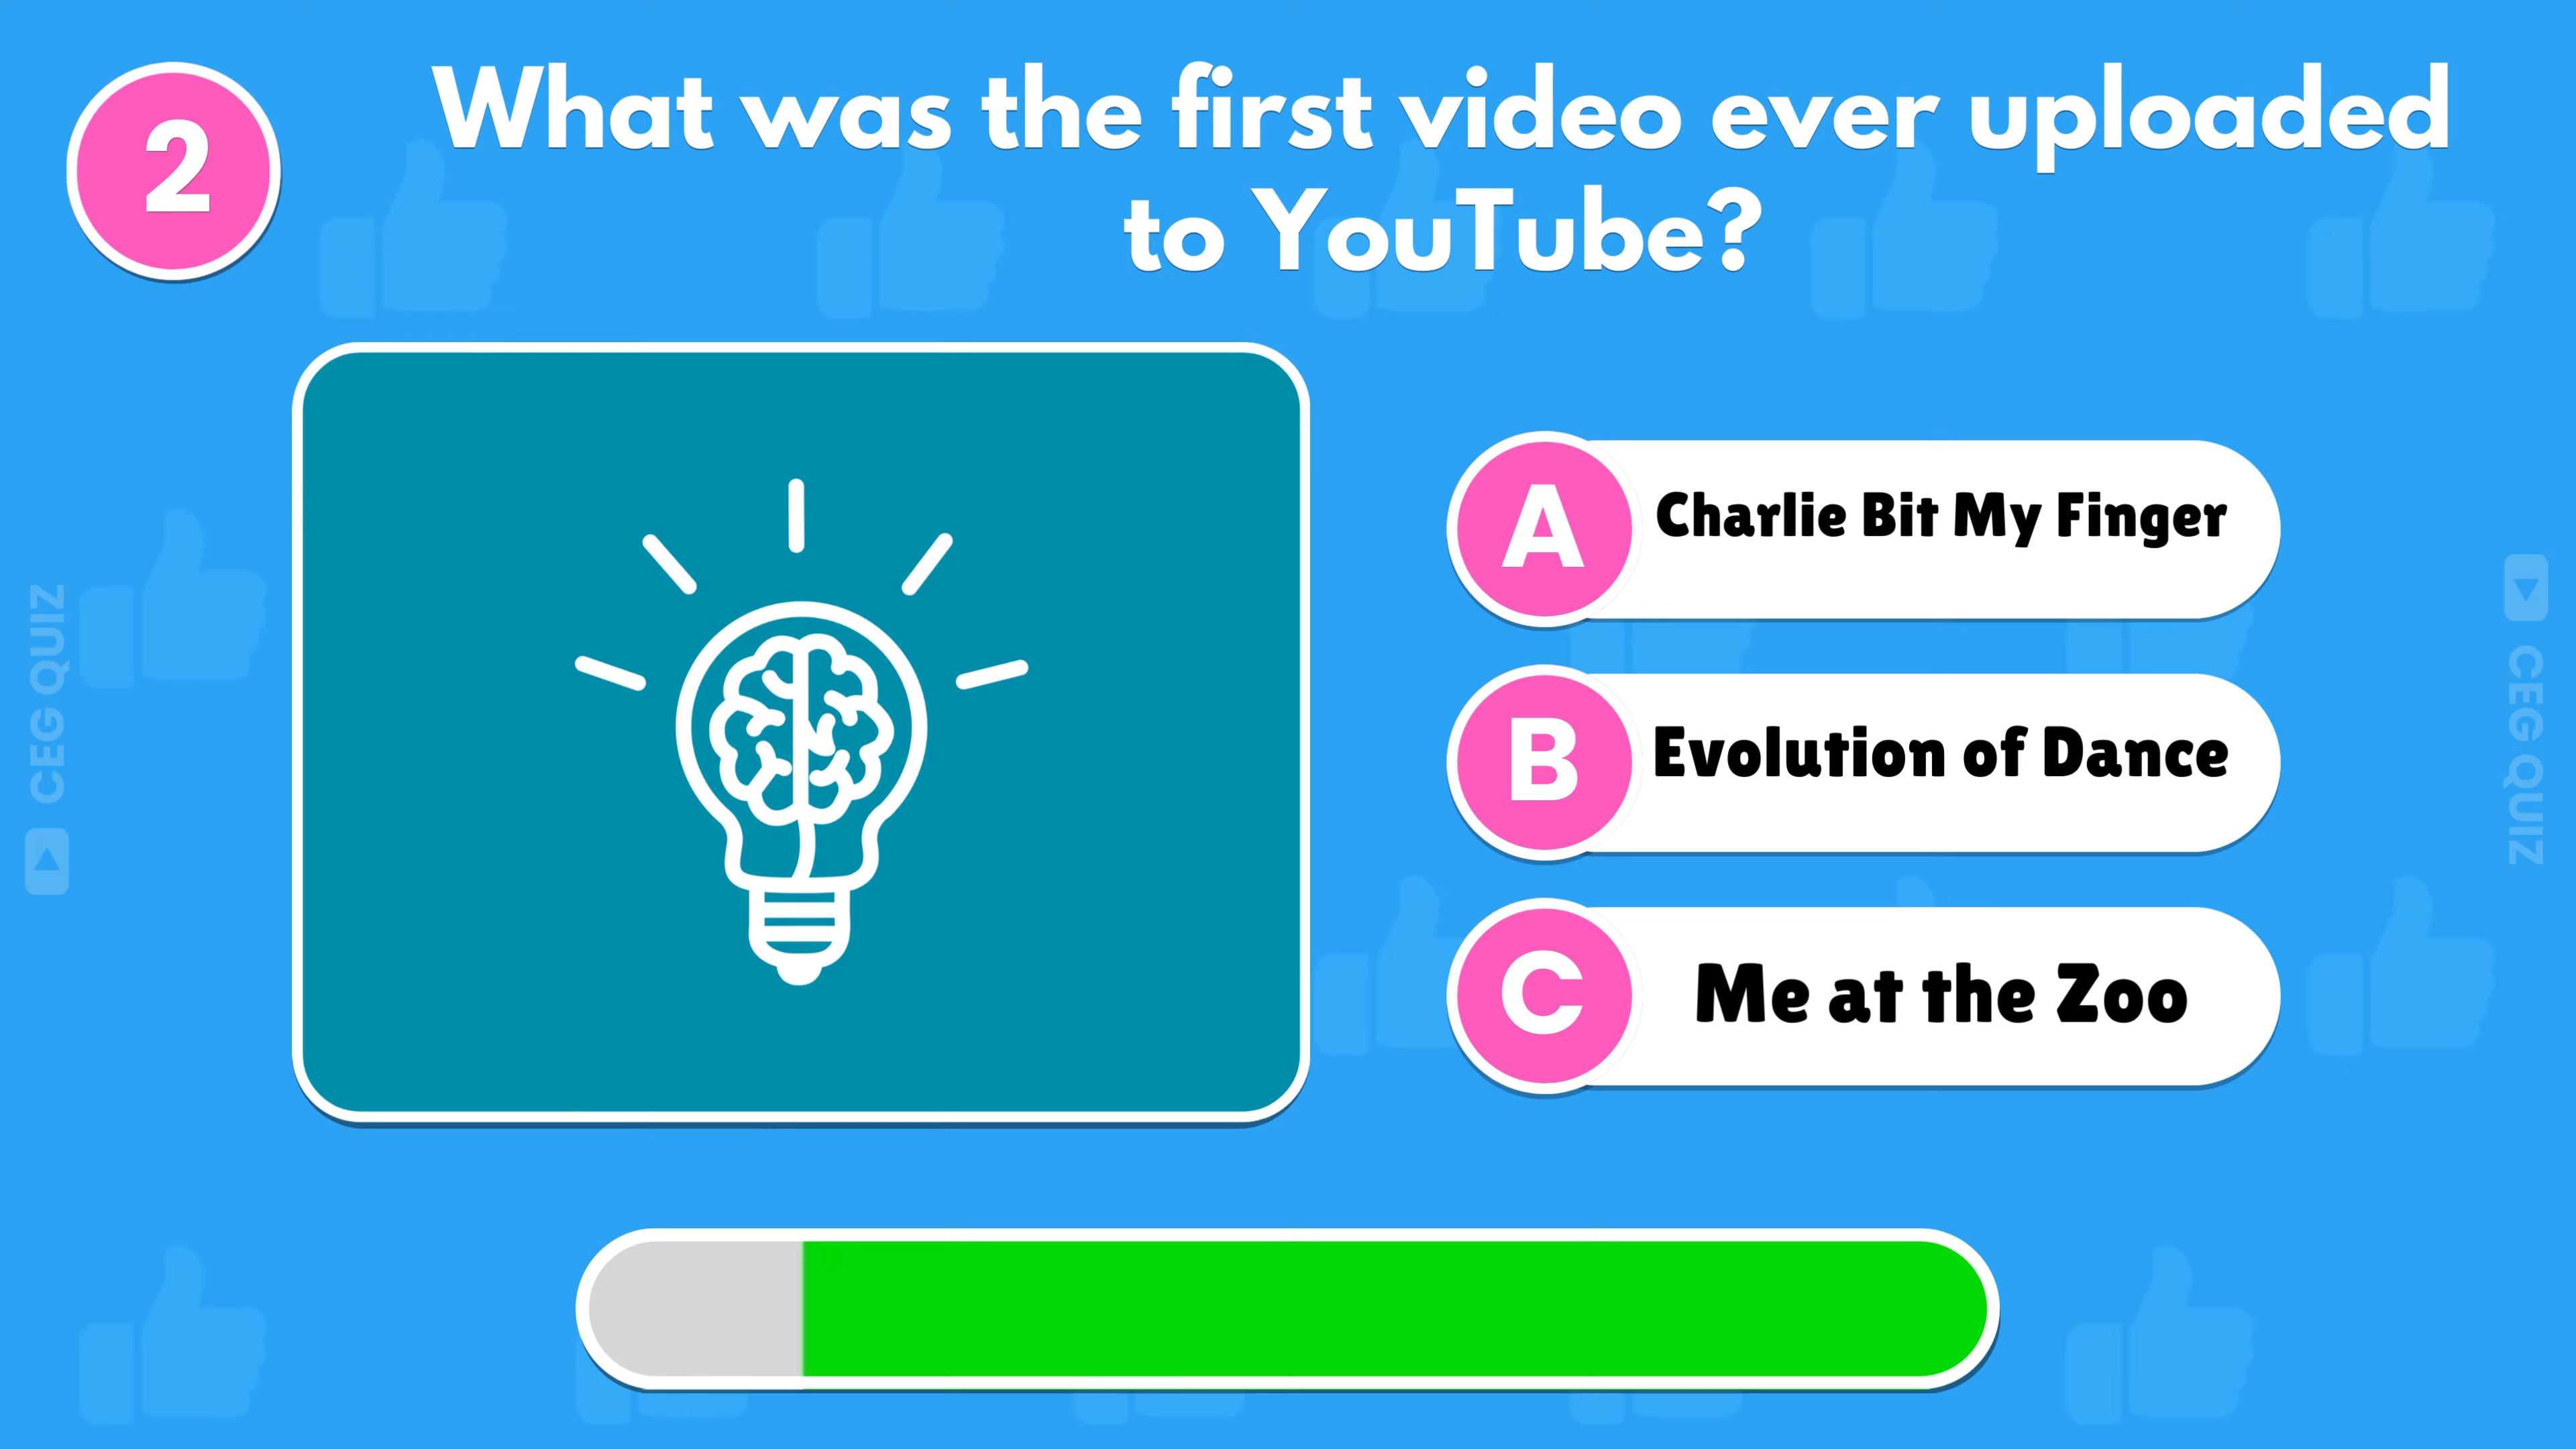 2
What was the first video ever uploaded
to YouTube?
A
Charlie Bit My Finger
B
Evolution of Dance
C
Me at the Zoo
CEG QUIZ
CEG QUIZ